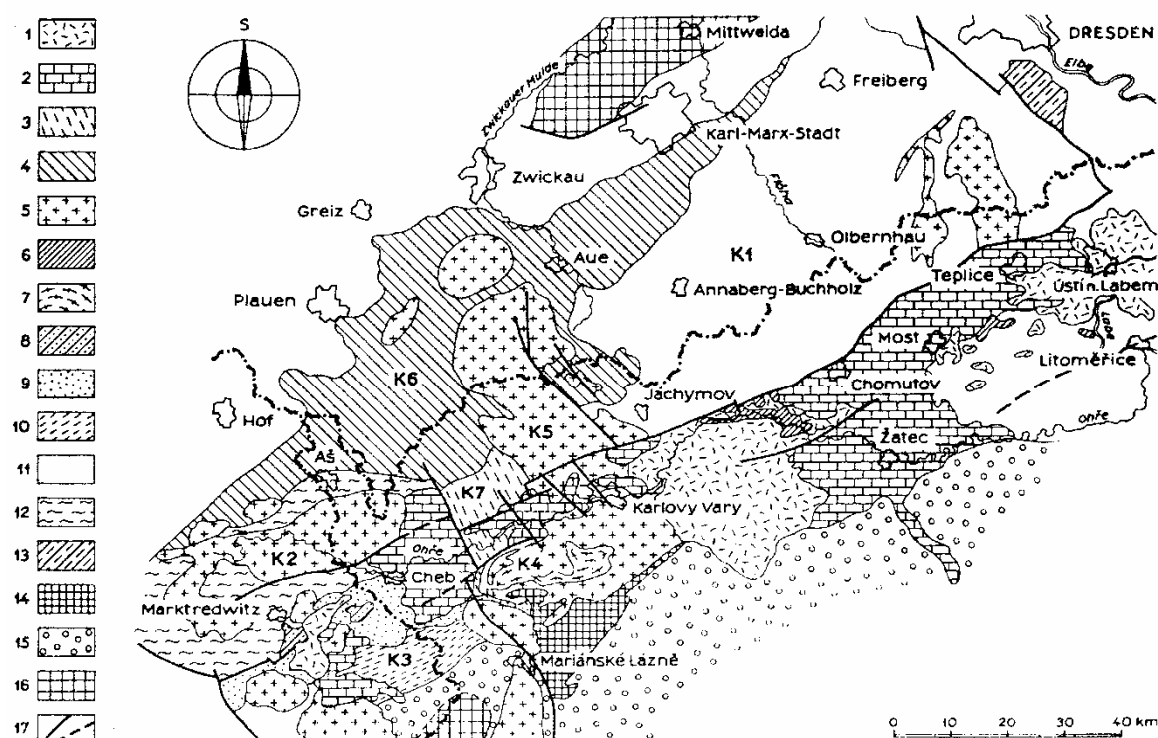 1
2
3
4
5
6
7
8
9
10
11
12
13
14
15
16
17
S
Mittweida
DRESDEN
Elbe
Zwickauer Mulde
Freiberg
Karl-Marx-Stadt
Zwickau
Flöha
Greiz
Olbernhau
Aue
K1
Teplice
Ústí n. Labem
Plauen
Annaberg-Buchholz
Labe
Most
Litoměřice
K6
Jáchymov
Chomutov
Hof
K5
Ohře
Žatec
Aš
K7
Karlovy Vary
Ohře
K2
K4
Cheb
Marktredwitz
K3
Mariánské Lázně
0 10 20 30 40 km